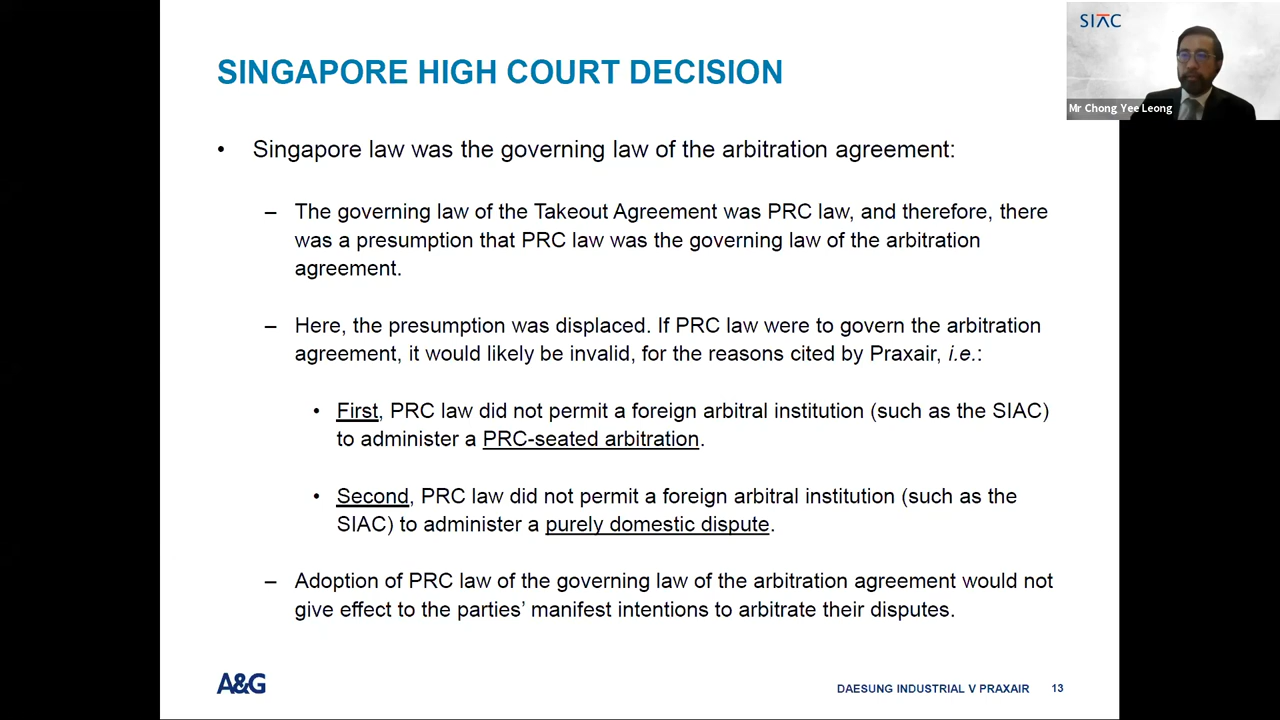 SIAC
Mr Chong Yee Leong
SINGAPORE HIGH COURT DECISION
• Singapore law was the governing law of the arbitration agreement:
– The governing law of the Takeout Agreement was PRC law, and therefore, there
was a presumption that PRC law was the governing law of the arbitration
agreement.
– Here, the presumption was displaced. If PRC law were to govern the arbitration
agreement, it would likely be invalid, for the reasons cited by Praxair, i.e.:
• First, PRC law did not permit a foreign arbitral institution (such as the SIAC)
to administer a PRC-seated arbitration.
• Second, PRC law did not permit a foreign arbitral institution (such as the
SIAC) to administer a purely domestic dispute.
– Adoption of PRC law of the governing law of the arbitration agreement would not
give effect to the parties’ manifest intentions to arbitrate their disputes.
A&G
DAESUNG INDUSTRIAL V PRAXAIR 13